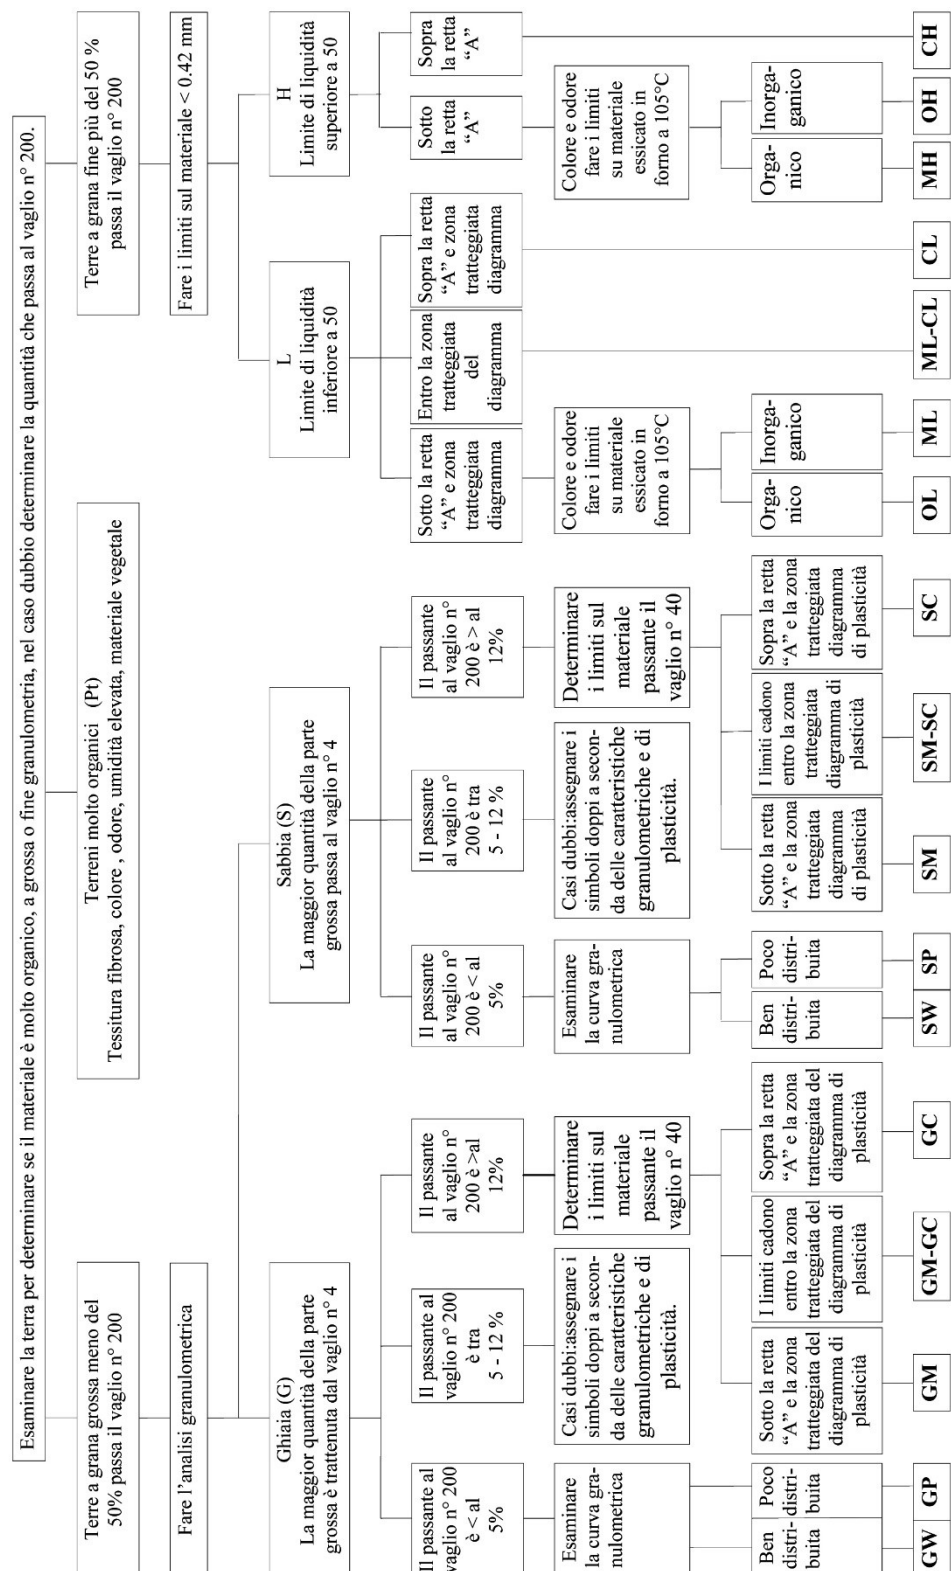 Esaminare la terra per determinare se il materiale è molto organico, a grossa o fine granulometria, nel caso dubbio determinare la quantità che passa al vaglio n° 200.
Terre a grana grossa meno del
50% passa il vaglio n° 200
Terreni molto organici (Pt)
Tessitura fibrosa, colore , odore, umidità elevata, materiale vegetale
Terre a grana fine più del 50 %
passa il vaglio n° 200
Fare l'analisi granulometrica
Fare i limiti sul materiale < 0.42 mm
Ghiaia (G)
La maggior quantità della parte
grossa è trattenuta dal vaglio n° 4
Sabbia (S)
La maggior quantità della parte
grossa passa al vaglio n° 4
L
Limite di liquidità
inferiore a 50
H
Limite di liquidità
superiore a 50
Il passante al
vaglio n° 200
è < al
5%
Il passante al
vaglio n° 200
è tra
5 - 12 %
Il passante
al vaglio n°
200 è >al
12%
Il passante
al vaglio n°
200 è < al
5%
Il passante
al vaglio n°
200 è tra
5 - 12 %
Il passante
al vaglio n°
200 è > al
12%
Sotto la retta
“A” e zona
tratteggiata
diagramma
Entro la zona
tratteggiata
del
diagramma
Sopra la retta
“A” e zona
tratteggiata
diagramma
Sotto
la retta
“A”
Sopra
la retta
“A”
Esaminare
la curva gra-
nulometrica
Casi dubbi:assegnare i
simboli doppi a secon-
da delle caratteristiche
granulometriche e di
plasticità.
Determinare
i limiti sul
materiale
passante il
vaglio n° 40
Esaminare
la curva gra-
nulometrica
Casi dubbi:assegnare i
simboli doppi a secon-
da delle caratteristiche
granulometriche e di
plasticità.
Determinare
i limiti sul
materiale
passante il
vaglio n° 40
Colore e odore
fare i limiti
su materiale
essicato in
forno a 105°C
Colore e odore
fare i limiti
su materiale
essicato in
forno a 105°C
Ben
distri-
buita
Poco
distri-
buita
Sotto la retta
“A” e la zona
tratteggiata del
diagramma di
plasticità
I limiti cadono
entro la zona
tratteggiata del
diagramma di
plasticità
Sopra la retta
“A” e la zona
tratteggiata del
diagramma di
plasticità
Ben
distri-
buita
Poco
distri-
buita
Sotto la retta
“A” e la zona
tratteggiata
diagramma
di plasticità
I limiti cadono
entro la zona
tratteggiata
diagramma di
plasticità
Sopra la retta
“A” e la zona
tratteggiata
diagramma
di plasticità
Orga-
nico
Inorga-
ganico
Orga-
nico
Inorga-
ganico
GW
GP
GM
GM-GC
GC
SW
SP
SM
SM-SC
SC
OL
ML
ML-CL
CL
MH
OH
CH